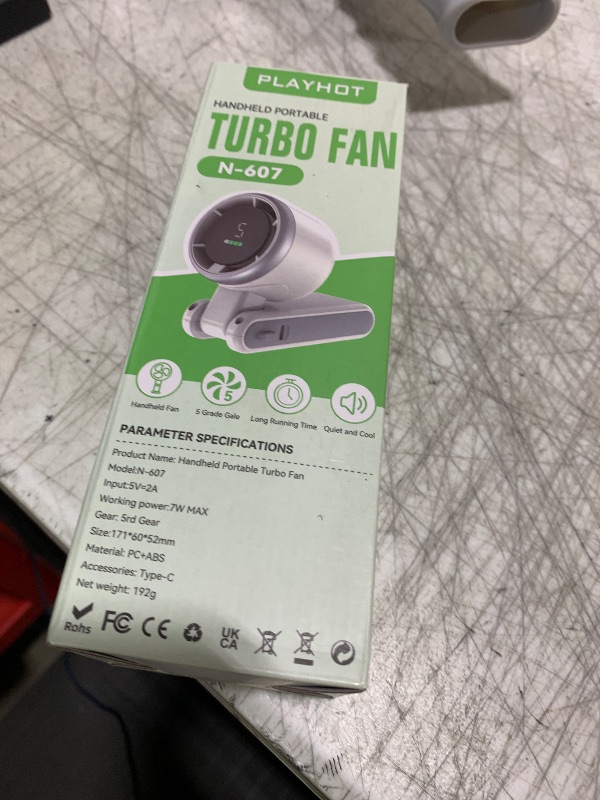 PLAYHOT
HANDHELD PORTABLE
TURBO FAN
N-607
5
Handheld Fan
5
5 Grade Gale
Long Running Time
Quiet and Cool
PARAMETER SPECIFICATIONS
Product Name: Handheld Portable Turbo Fan
Model:N-607
Input:5V=2A
Working power:7W MAX
Gear: 5rd Gear
Size:171*60*52mm
Material: PC+ABS
Accessories: Type-C
Net weight: 192g
Rohs
FC CE
UK
CA